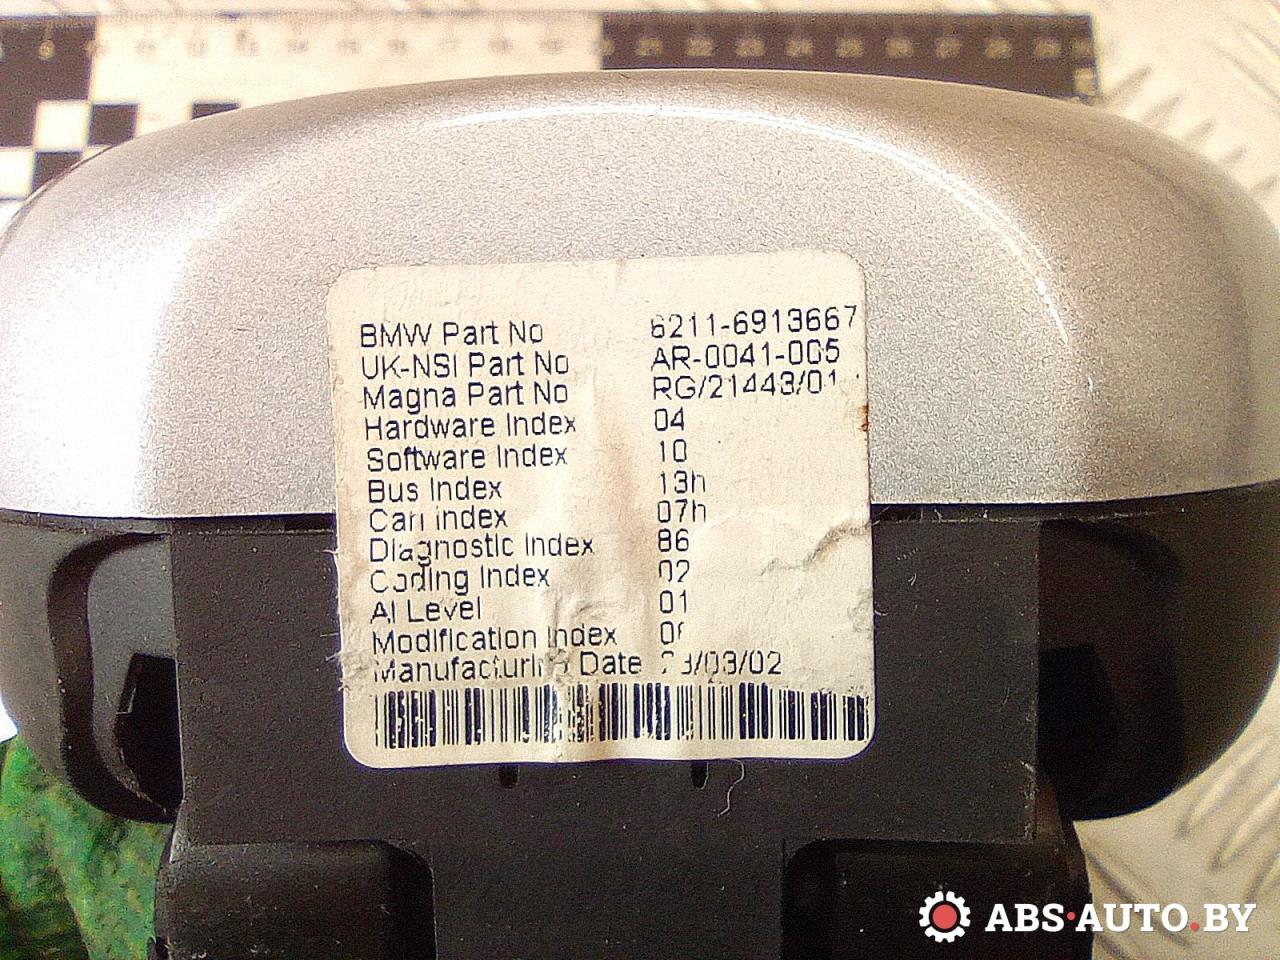 BMW Part No 6211-6913667
UK-NSI Part No AR-0041-005
Magna Part No RG/21443/01
Hardware Index 04
Software Index 10
Bus Index 13h
Can Index 07h
Diagnostic Index 86
Coding Index 02
AI Level 01
Modification Index
Manufacturing Date
ABS·AUTO.BY